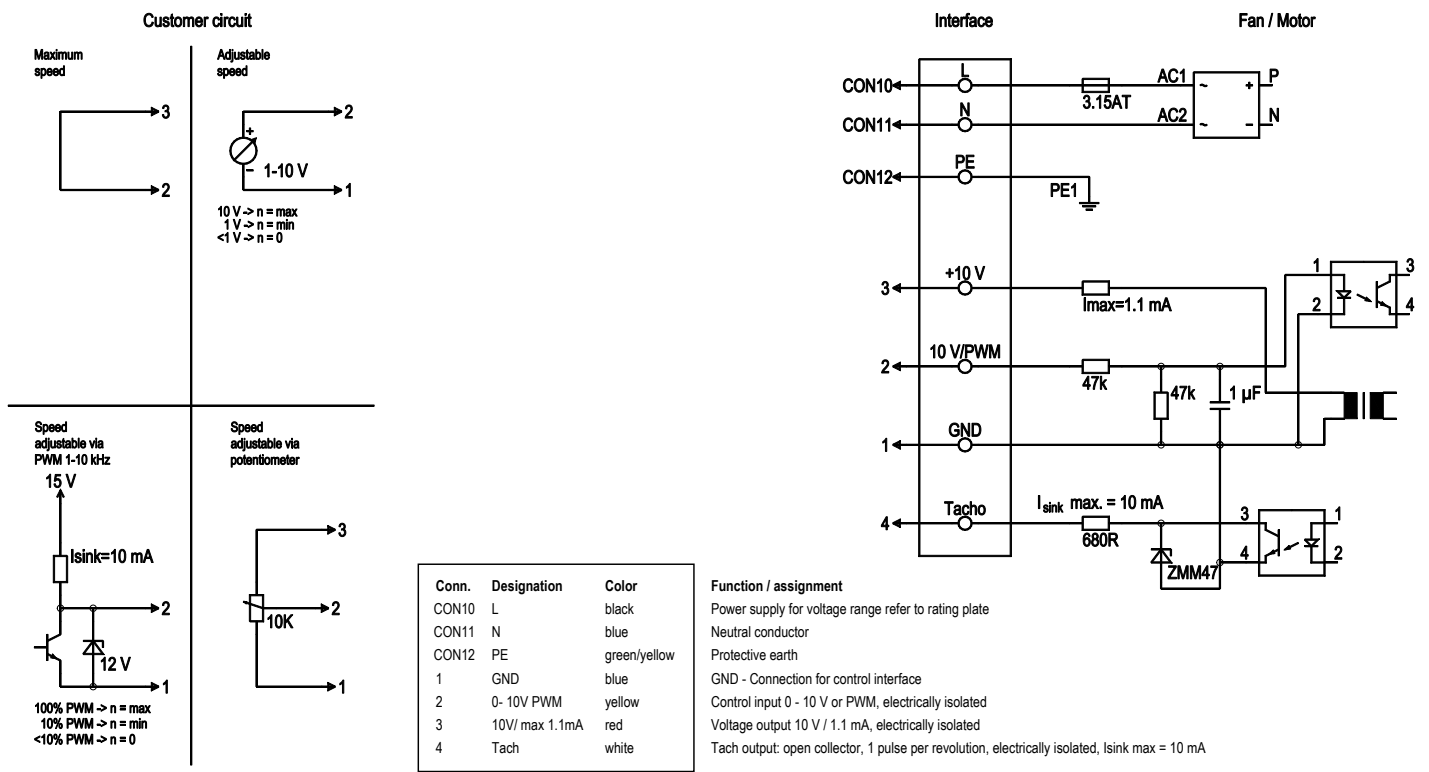 Customer circuit
Maximum
speed
3
2
Adjustable
speed
2
+
-
1-10 V
1
10 V -> n = max
1 V -> n = min
<1 V -> n = 0
Speed
adjustable via
PWM 1-10 kHz
15 V
Isink=10 mA
2
12 V
1
100% PWM -> n = max
10% PWM -> n = min
<10% PWM -> n = 0
Speed
adjustable via
potentiometer
3
2
10K
1
Interface
Fan / Motor
CON10 L 3.15AT AC1 ~ + P
CON11 N AC2 ~ - N
CON12 PE PE1
3 +10 V Imax=1.1 mA
1 3
2 4
2 10 V/PWM 47k 47k 1 µF
1 GND
4 Tacho Isink max. = 10 mA
680R
ZMM47
3 1
4 2
Conn. Designation Color Function / assignment
CON10 L black Power supply for voltage range refer to rating plate
CON11 N blue Neutral conductor
CON12 PE green/yellow Protective earth
1 GND blue GND - Connection for control interface
2 0- 10V PWM yellow Control input 0 - 10 V or PWM, electrically isolated
3 10V/ max 1.1mA red Voltage output 10 V / 1.1 mA, electrically isolated
4 Tach white Tach output: open collector, 1 pulse per revolution, electrically isolated, Isink max = 10 mA